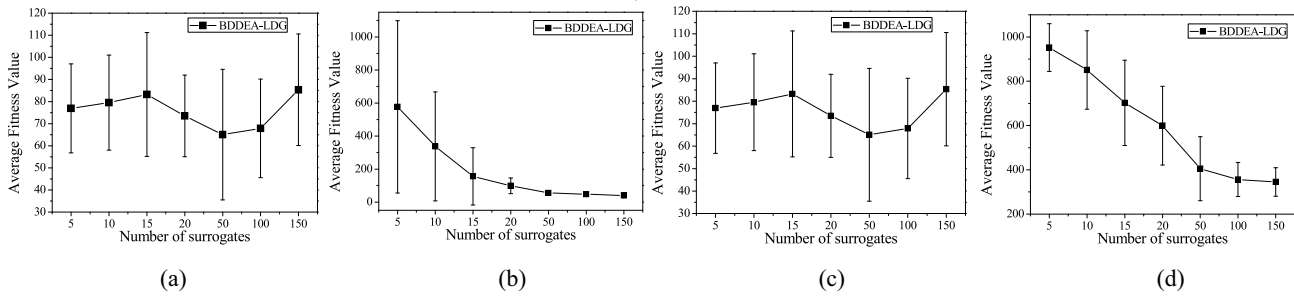 120
110
100
90
80
70
60
50
40
30
Average Fitness Value
BDDEA-LDG
5 10 15 20 50 100 150
Number of surrogates
(a)
1000
800
600
400
200
0
Average Fitness Value
BDDEA-LDG
5 10 15 20 50 100 150
Number of surrogates
(b)
120
110
100
90
80
70
60
50
40
30
Average Fitness Value
BDDEA-LDG
5 10 15 20 50 100 150
Number of surrogates
(c)
1000
800
600
400
200
Average Fitness Value
BDDEA-LDG
5 10 15 20 50 100 150
Number of surrogates
(d)